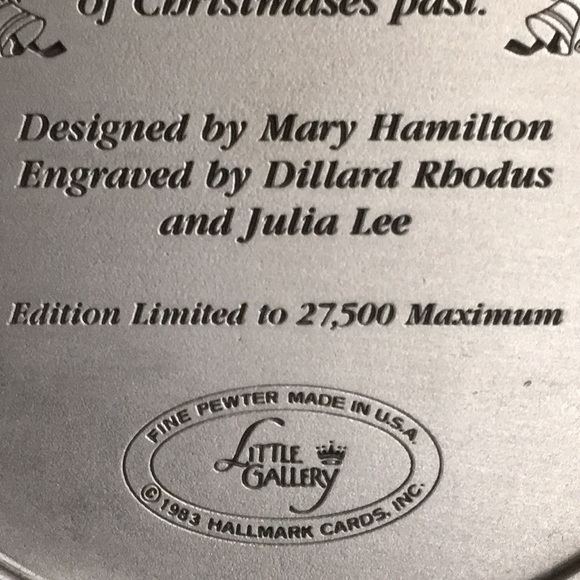 of Christmases past.
Designed by Mary Hamilton
Engraved by Dillard Rhodus
and Julia Lee
Edition Limited to 27,500 Maximum
FINE PEWTER MADE IN U.S.A.
LITTLE
GALLERY
© 1983 HALLMARK CARDS, INC.